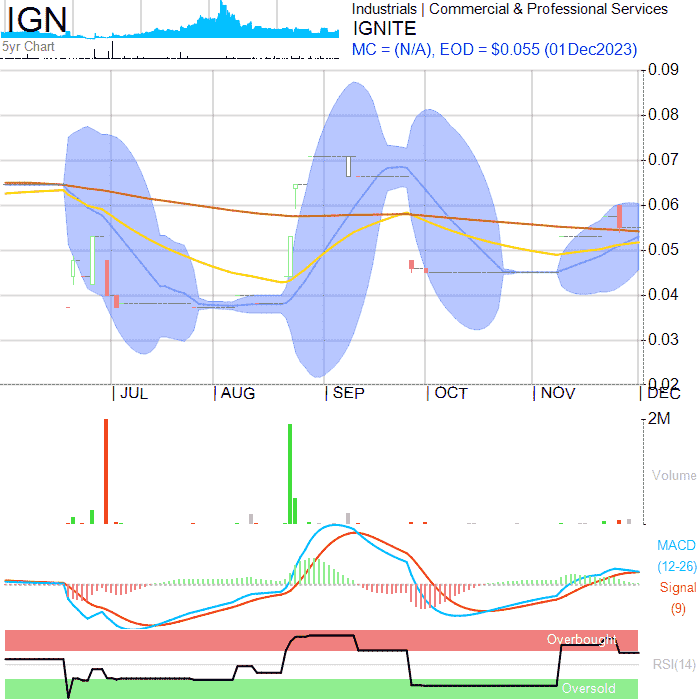 IGN
5yr Chart
Industrials | Commercial & Professional Services
IGNITE
MC = (N/A), EOD = $0.055 (01Dec2023)
0.09
0.08
0.07
0.06
0.05
0.04
0.03
0.02
JUL
AUG
SEP
OCT
NOV
DEC
2M
Volume
MACD
(12-26)
Signal
(9)
Overbought
RSI(14)
Oversold